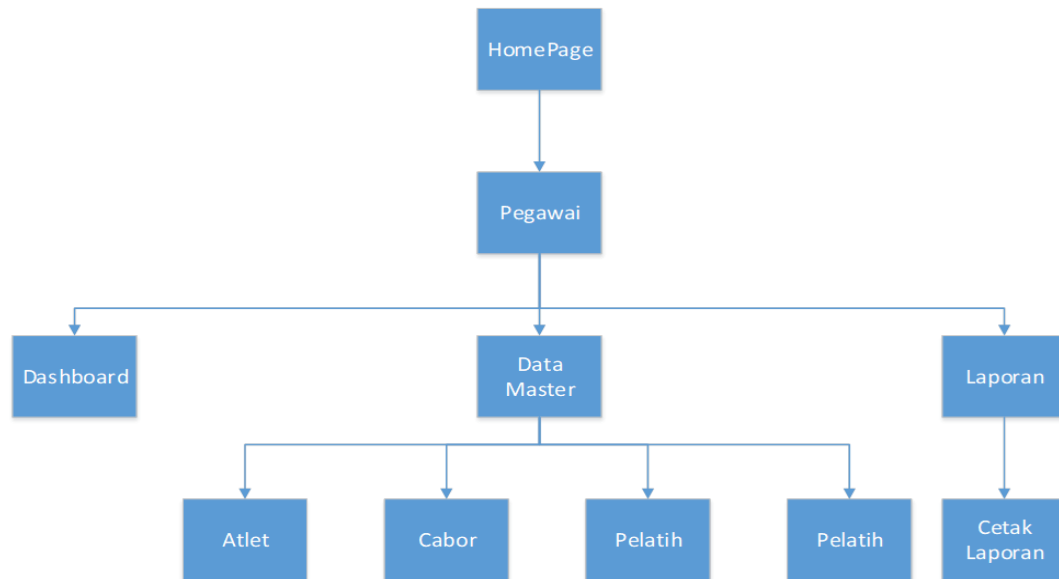 HomePage
Pegawai
Dashboard
Data
Master
Laporan
Atlet
Cabor
Pelatih
Pelatih
Cetak
Laporan